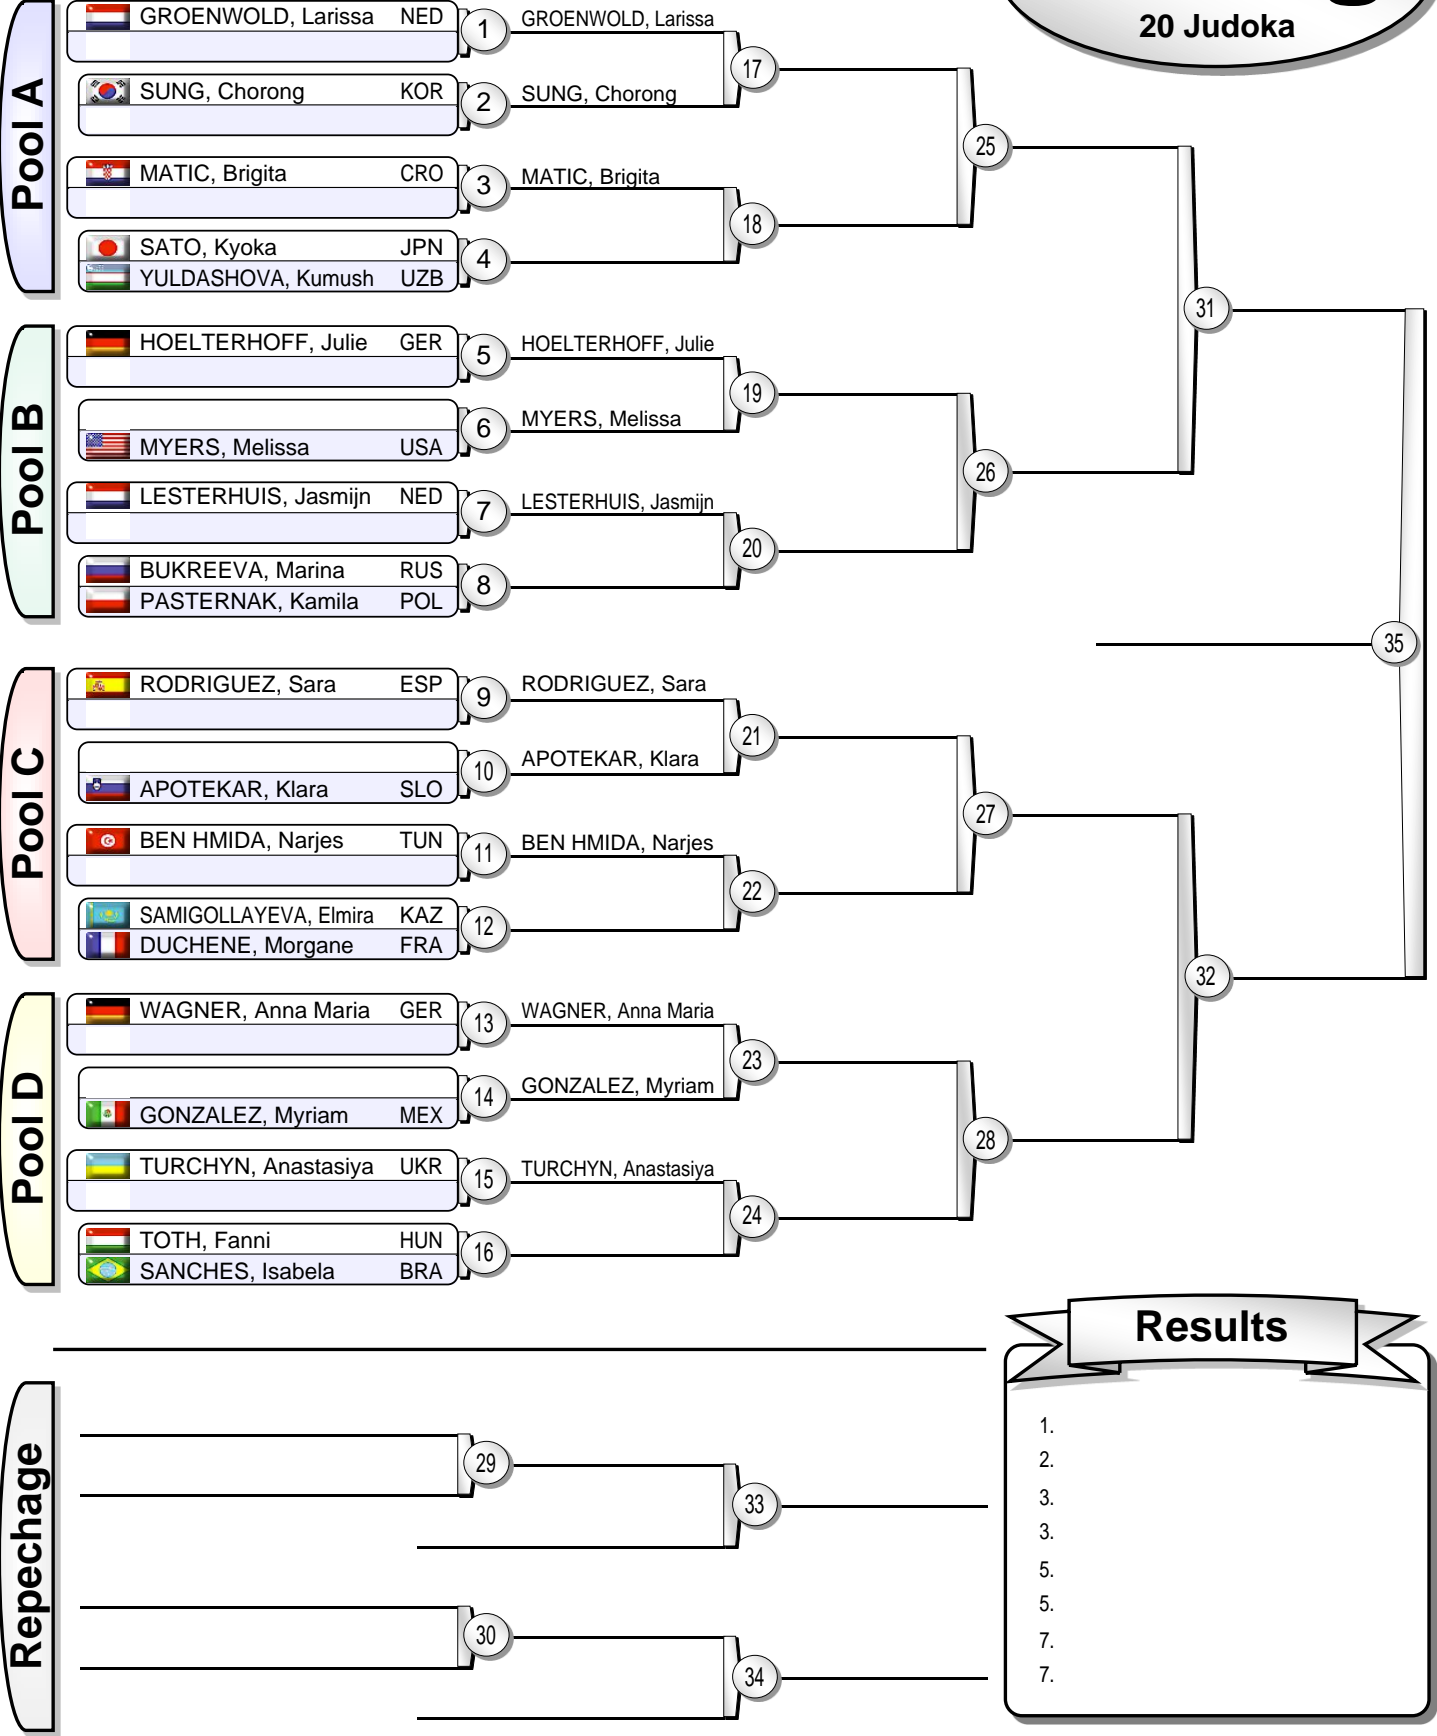 20 Judoka
Pool A
GROENWOLD, Larissa NED
1
GROENWOLD, Larissa
17
SUNG, Chorong KOR
2
SUNG, Chorong
25
MATIC, Brigita CRO
3
MATIC, Brigita
18
SATO, Kyoka JPN
YULDASHOVA, Kumush UZB
4
31
Pool B
HOELTERHOFF, Julie GER
5
HOELTERHOFF, Julie
19
MYERS, Melissa USA
6
MYERS, Melissa
26
LESTERHUIS, Jasmijn NED
7
LESTERHUIS, Jasmijn
20
BUKREEVA, Marina RUS
PASTERNAK, Kamila POL
8
35
Pool C
RODRIGUEZ, Sara ESP
9
RODRIGUEZ, Sara
21
APOTEKAR, Klara SLO
10
APOTEKAR, Klara
27
BEN HMIDA, Narjes TUN
11
BEN HMIDA, Narjes
22
SAMIGOLLAYEVA, Elmira KAZ
DUCHENE, Morgane FRA
12
32
Pool D
WAGNER, Anna Maria GER
13
WAGNER, Anna Maria
23
GONZALEZ, Myriam MEX
14
GONZALEZ, Myriam
28
TURCHYN, Anastasiya UKR
15
TURCHYN, Anastasiya
24
TOTH, Fanni HUN
SANCHES, Isabela BRA
16
Repechage
29
33
30
34
Results
1.
2.
3.
3.
5.
5.
7.
7.